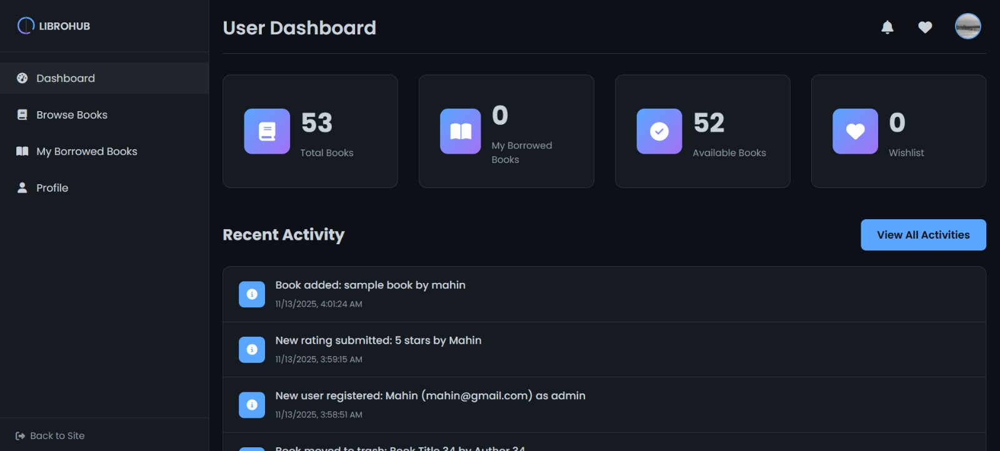 LIBROHUB
User Dashboard
Dashboard
Browse Books
My Borrowed Books
Profile
53
Total Books
0
My Borrowed
Books
52
Available Books
0
Wishlist
Recent Activity
View All Activities
Book added: sample book by mahin
11/13/2025, 4:01:24 AM
New rating submitted: 5 stars by Mahin
11/13/2025, 3:59:15 AM
New user registered: Mahin (mahin@gmail.com) as admin
11/13/2025, 3:58:51 AM
Book moved to trash: Book Title 34 by Author 34
Back to Site